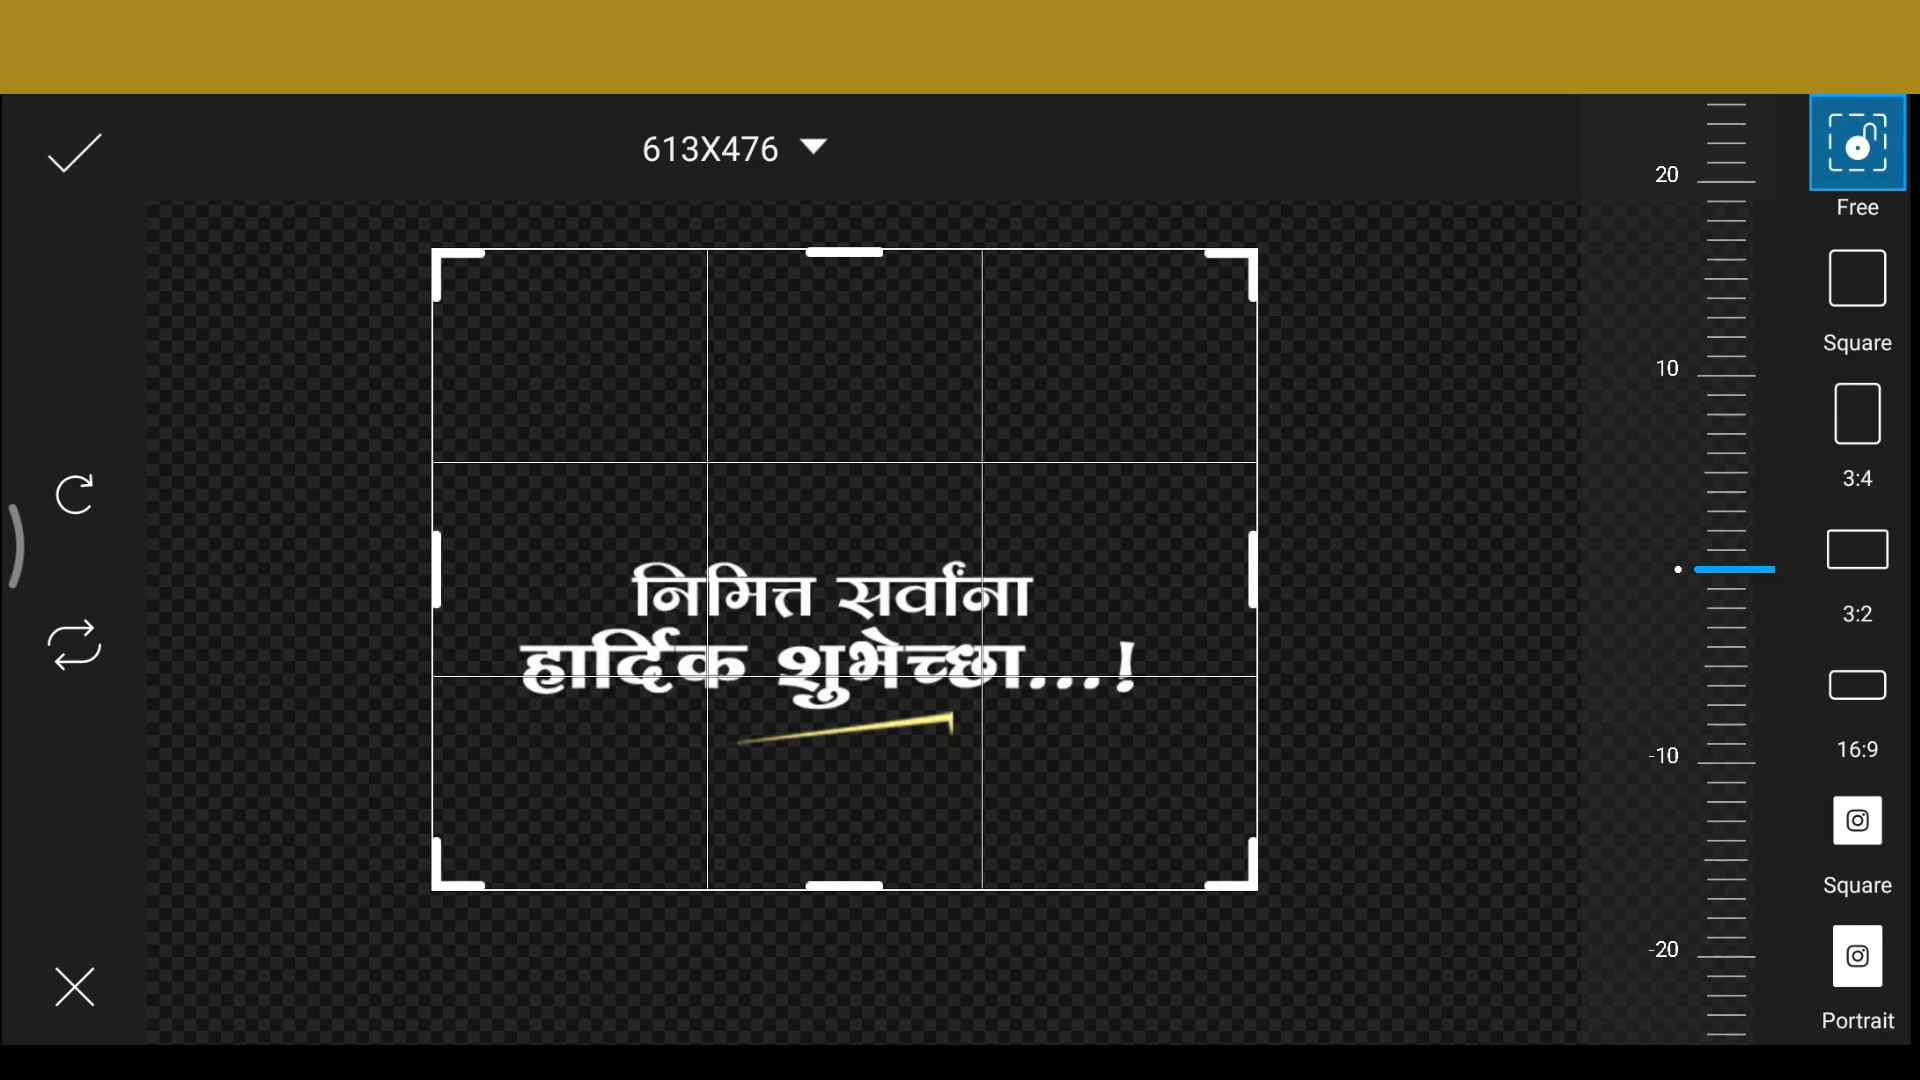 613X476
निमित्त सर्वांना
हार्दिक शुभेच्छा...!
20
10
-10
-20
Free
Square
3:4
3:2
16:9
Square
Portrait